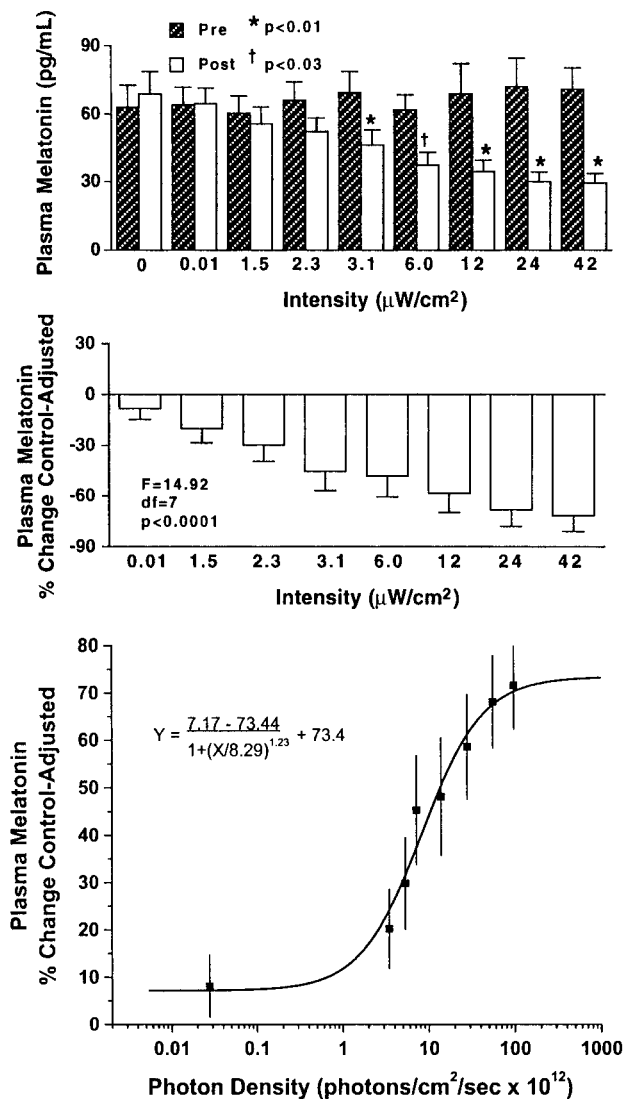 Plasma Melatonin (pg/mL)
90
60
30
0
Pre * p<0.01
Post † p<0.03
* † * * *
0 0.01 1.5 2.3 3.1 6.0 12 24 42
Intensity (μW/cm²)
Plasma Melatonin
% Change Control-Adjusted
0
-30
-60
-90
F=14.92
df=7
p<0.0001
0.01 1.5 2.3 3.1 6.0 12 24 42
Intensity (μW/cm²)
Plasma Melatonin
% Change Control-Adjusted
80
70
60
50
40
30
20
10
0
Y = 7.17 - 73.44 / 1+(X/8.29)^1.23 + 73.4
0.01 0.1 1 10 100 1000
Photon Density (photons/cm²/sec x 10¹²)